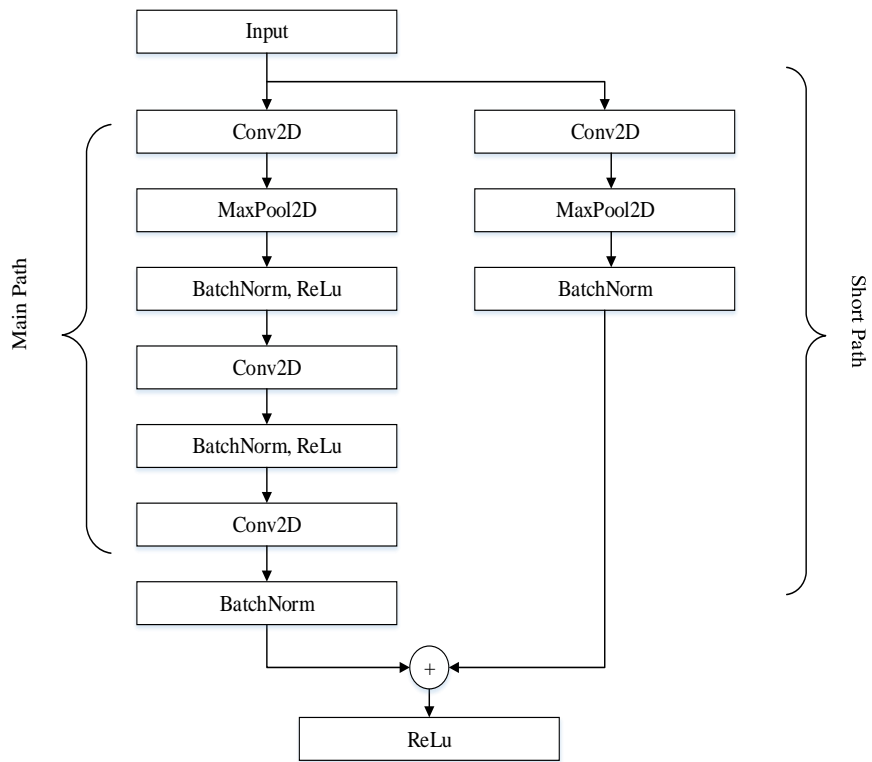 Input
Conv2D
Conv2D
MaxPool2D
MaxPool2D
BatchNorm, ReLu
BatchNorm
Main Path
Short Path
Conv2D
BatchNorm, ReLu
Conv2D
BatchNorm
+
ReLu